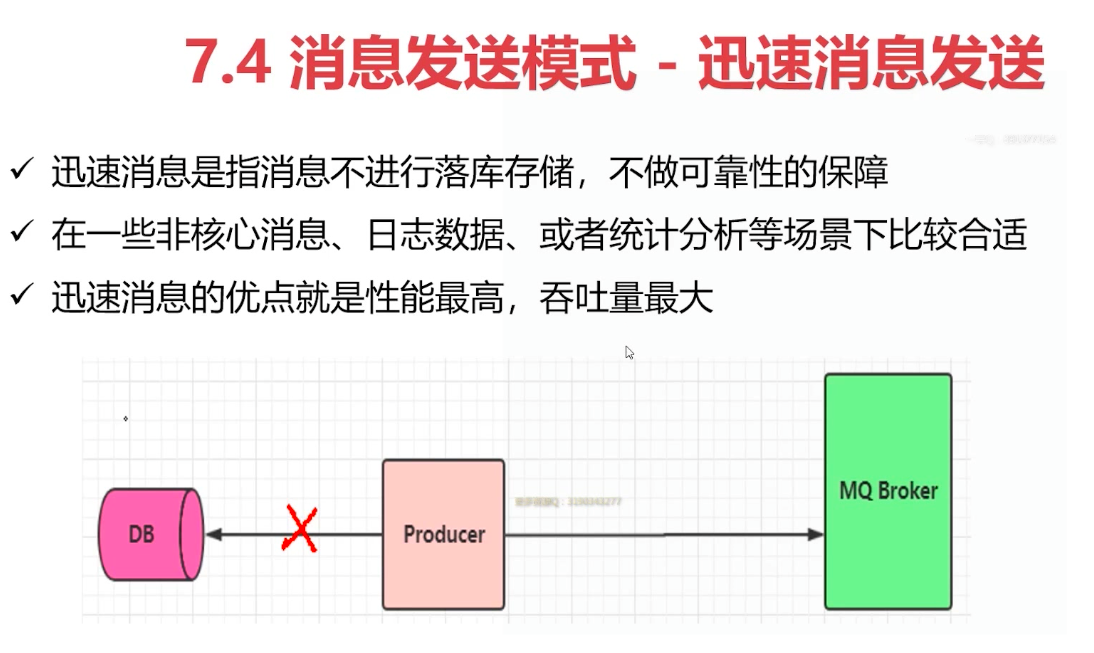 7.4 消息发送模式 - 迅速消息发送
✓ 迅速消息是指消息不进行落库存储，不做可靠性的保障
✓ 在一些非核心消息、日志数据、或者统计分析等场景下比较合适
✓ 迅速消息的优点就是性能最高，吞吐量最大
MQ Broker
DB
Producer